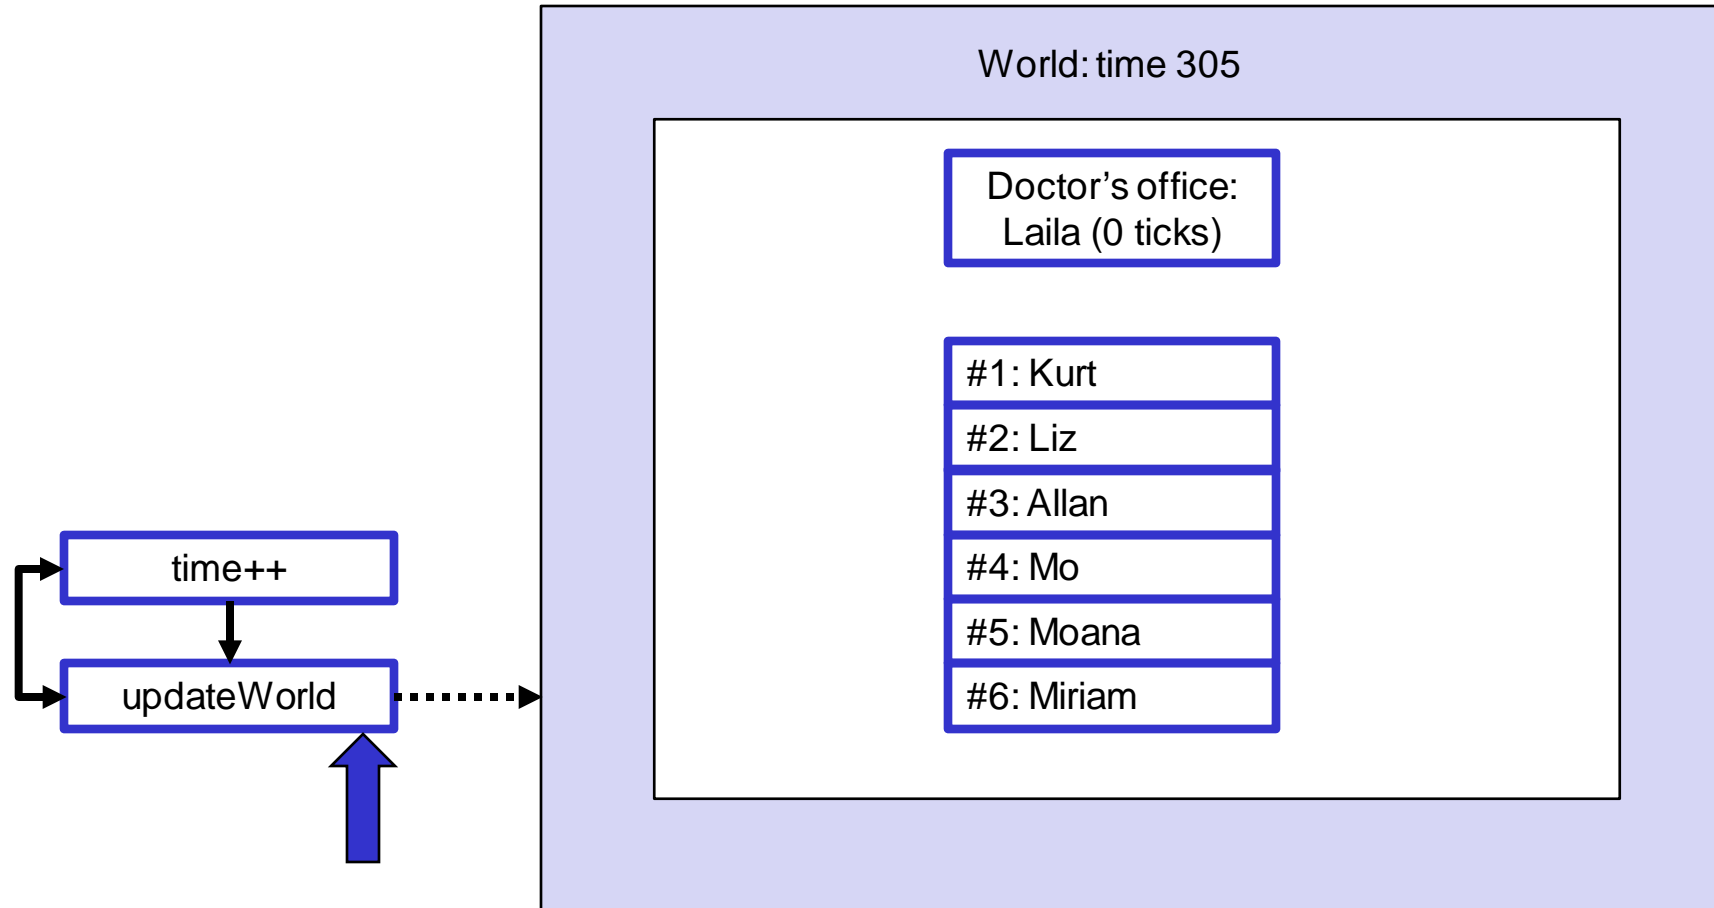 World: time 305
Doctor’s office:
Laila (0 ticks)
#1: Kurt
#2: Liz
#3: Allan
#4: Mo
#5: Moana
#6: Miriam
time++
updateWorld